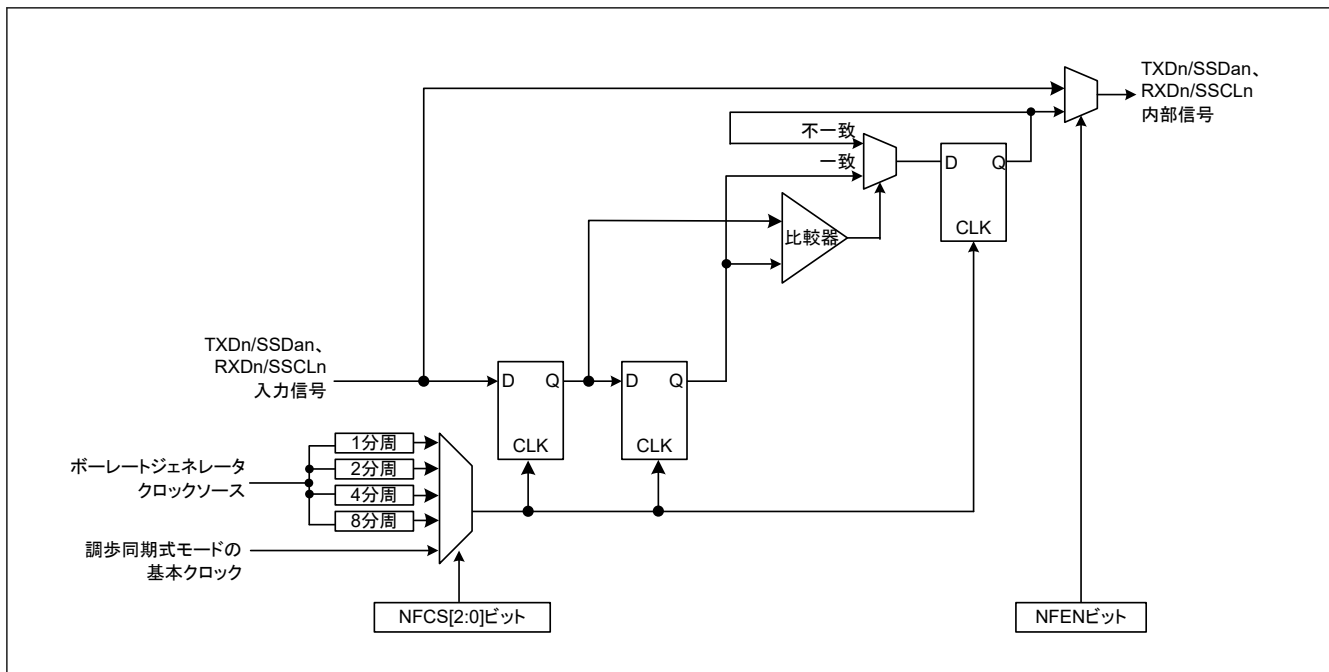 TXDn/SSDan、
RXDn/SSCLn
内部信号
不一致
一致
D
Q
CLK
比較器
TXDn/SSDan、
RXDn/SSCLn
入力信号
D
Q
CLK
D
Q
CLK
ボーレートジェネレータ
クロックソース
1分周
2分周
4分周
8分周
調歩同期式モードの
基本クロック
NFCS[2:0]ビット
NFENビット